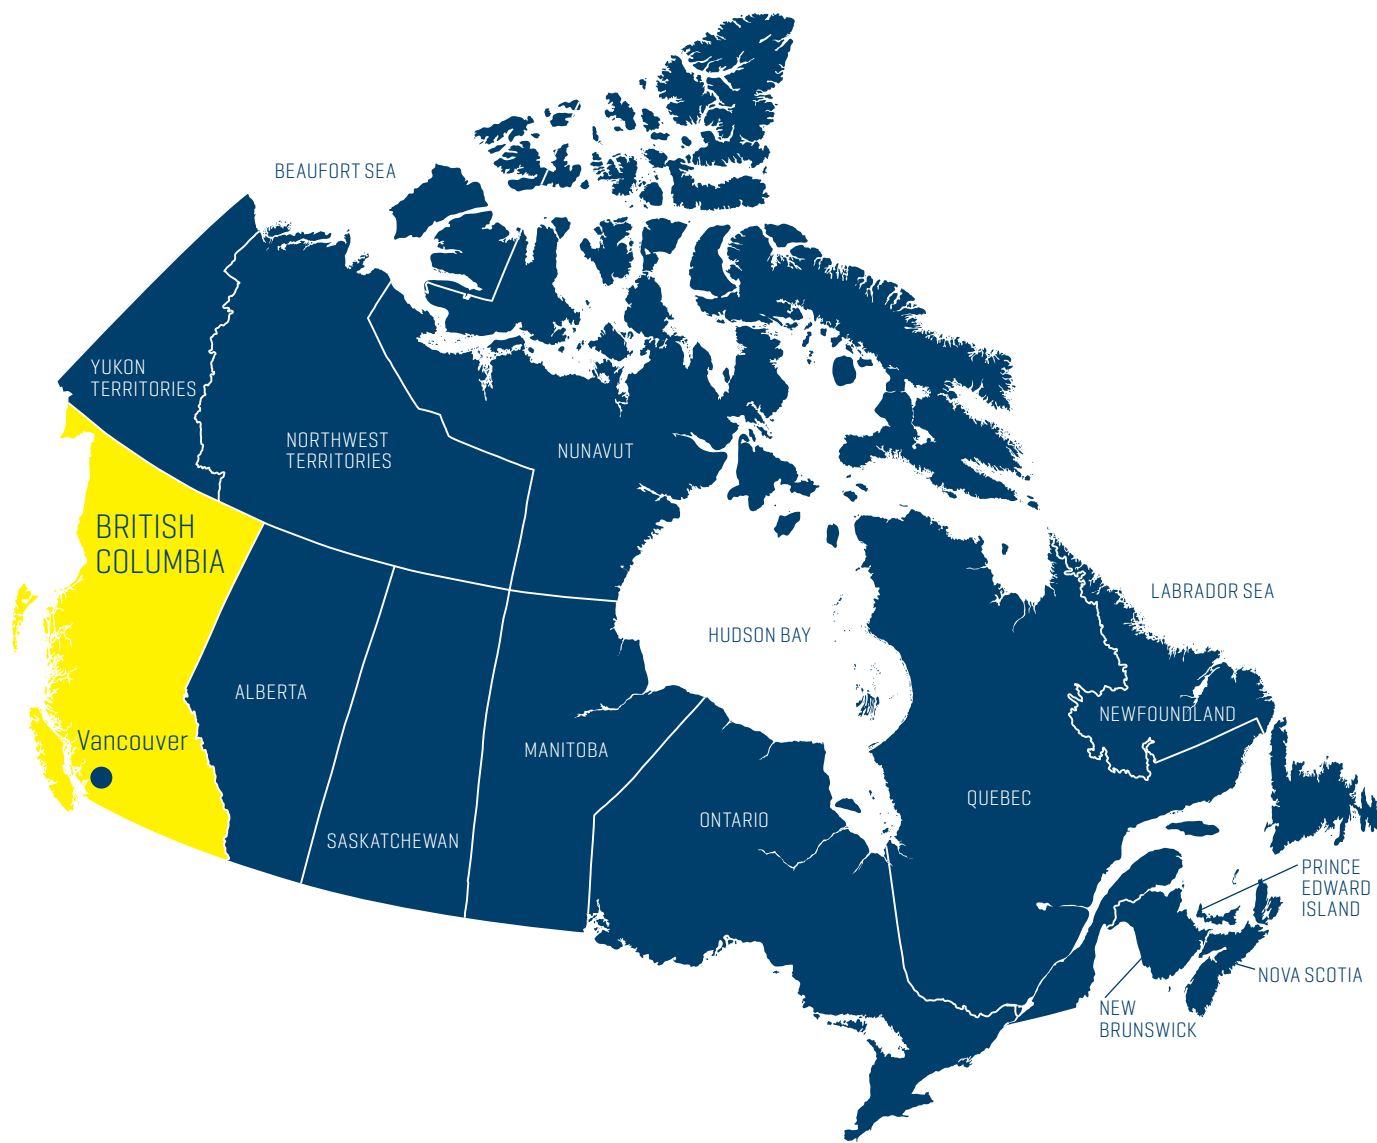 BEAUFORT SEA
YUKON
TERRITORIES
NORTHWEST
TERRITORIES
NUNAVUT
BRITISH
COLUMBIA
LABRADOR SEA
HUDSON BAY
ALBERTA
NEWFOUNDLAND
Vancouver
MANITOBA
QUEBEC
ONTARIO
SASKATCHEWAN
PRINCE
EDWARD
ISLAND
NOVA SCOTIA
NEW
BRUNSWICK